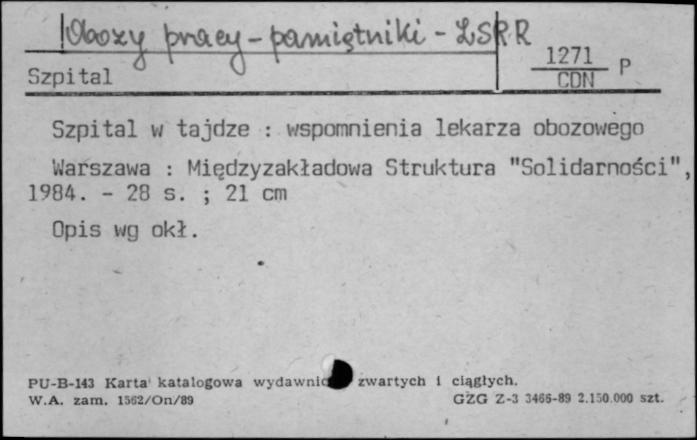 Obozy pracy - pamiętniki - ZSRR
Szpital
1271 P
CDN
Szpital w tajdze : wspomnienia lekarza obozowego
Warszawa : Międzyzakładowa Struktura "Solidarności",
1984. - 28 s. ; 21 cm
Opis wg okł.
PU-B-143 Karta katalogowa wydawnic zwartych i ciągłych.
W.A. zam. 1562/On/89 GZG Z-3 3466-89 2.150.000 szt.